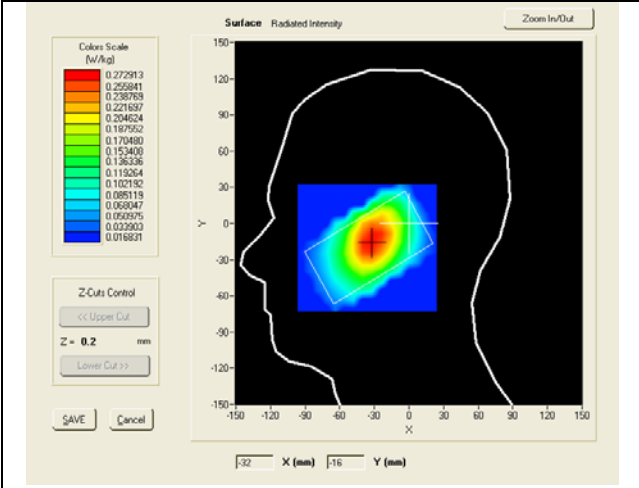 Surface Radiated Intensity
Zoom In/Out
Colors Scale
(W/kg)
0.272913
0.255841
0.238769
0.221697
0.204624
0.187552
0.170480
0.153408
0.136336
0.119264
0.102192
0.085119
0.068047
0.050975
0.033903
0.016831
150-
120-
90-
60-
30-
0-
-30-
-60-
-90-
-120-
-150-
Y
-150 -120 -90 -60 -30 0 30 60 90 120 150
X
Z-Cuts Control
<< Upper Cut
Z = 0.2 mm
Lower Cut >>
SAVE Cancel
-32 X (mm) -16 Y (mm)